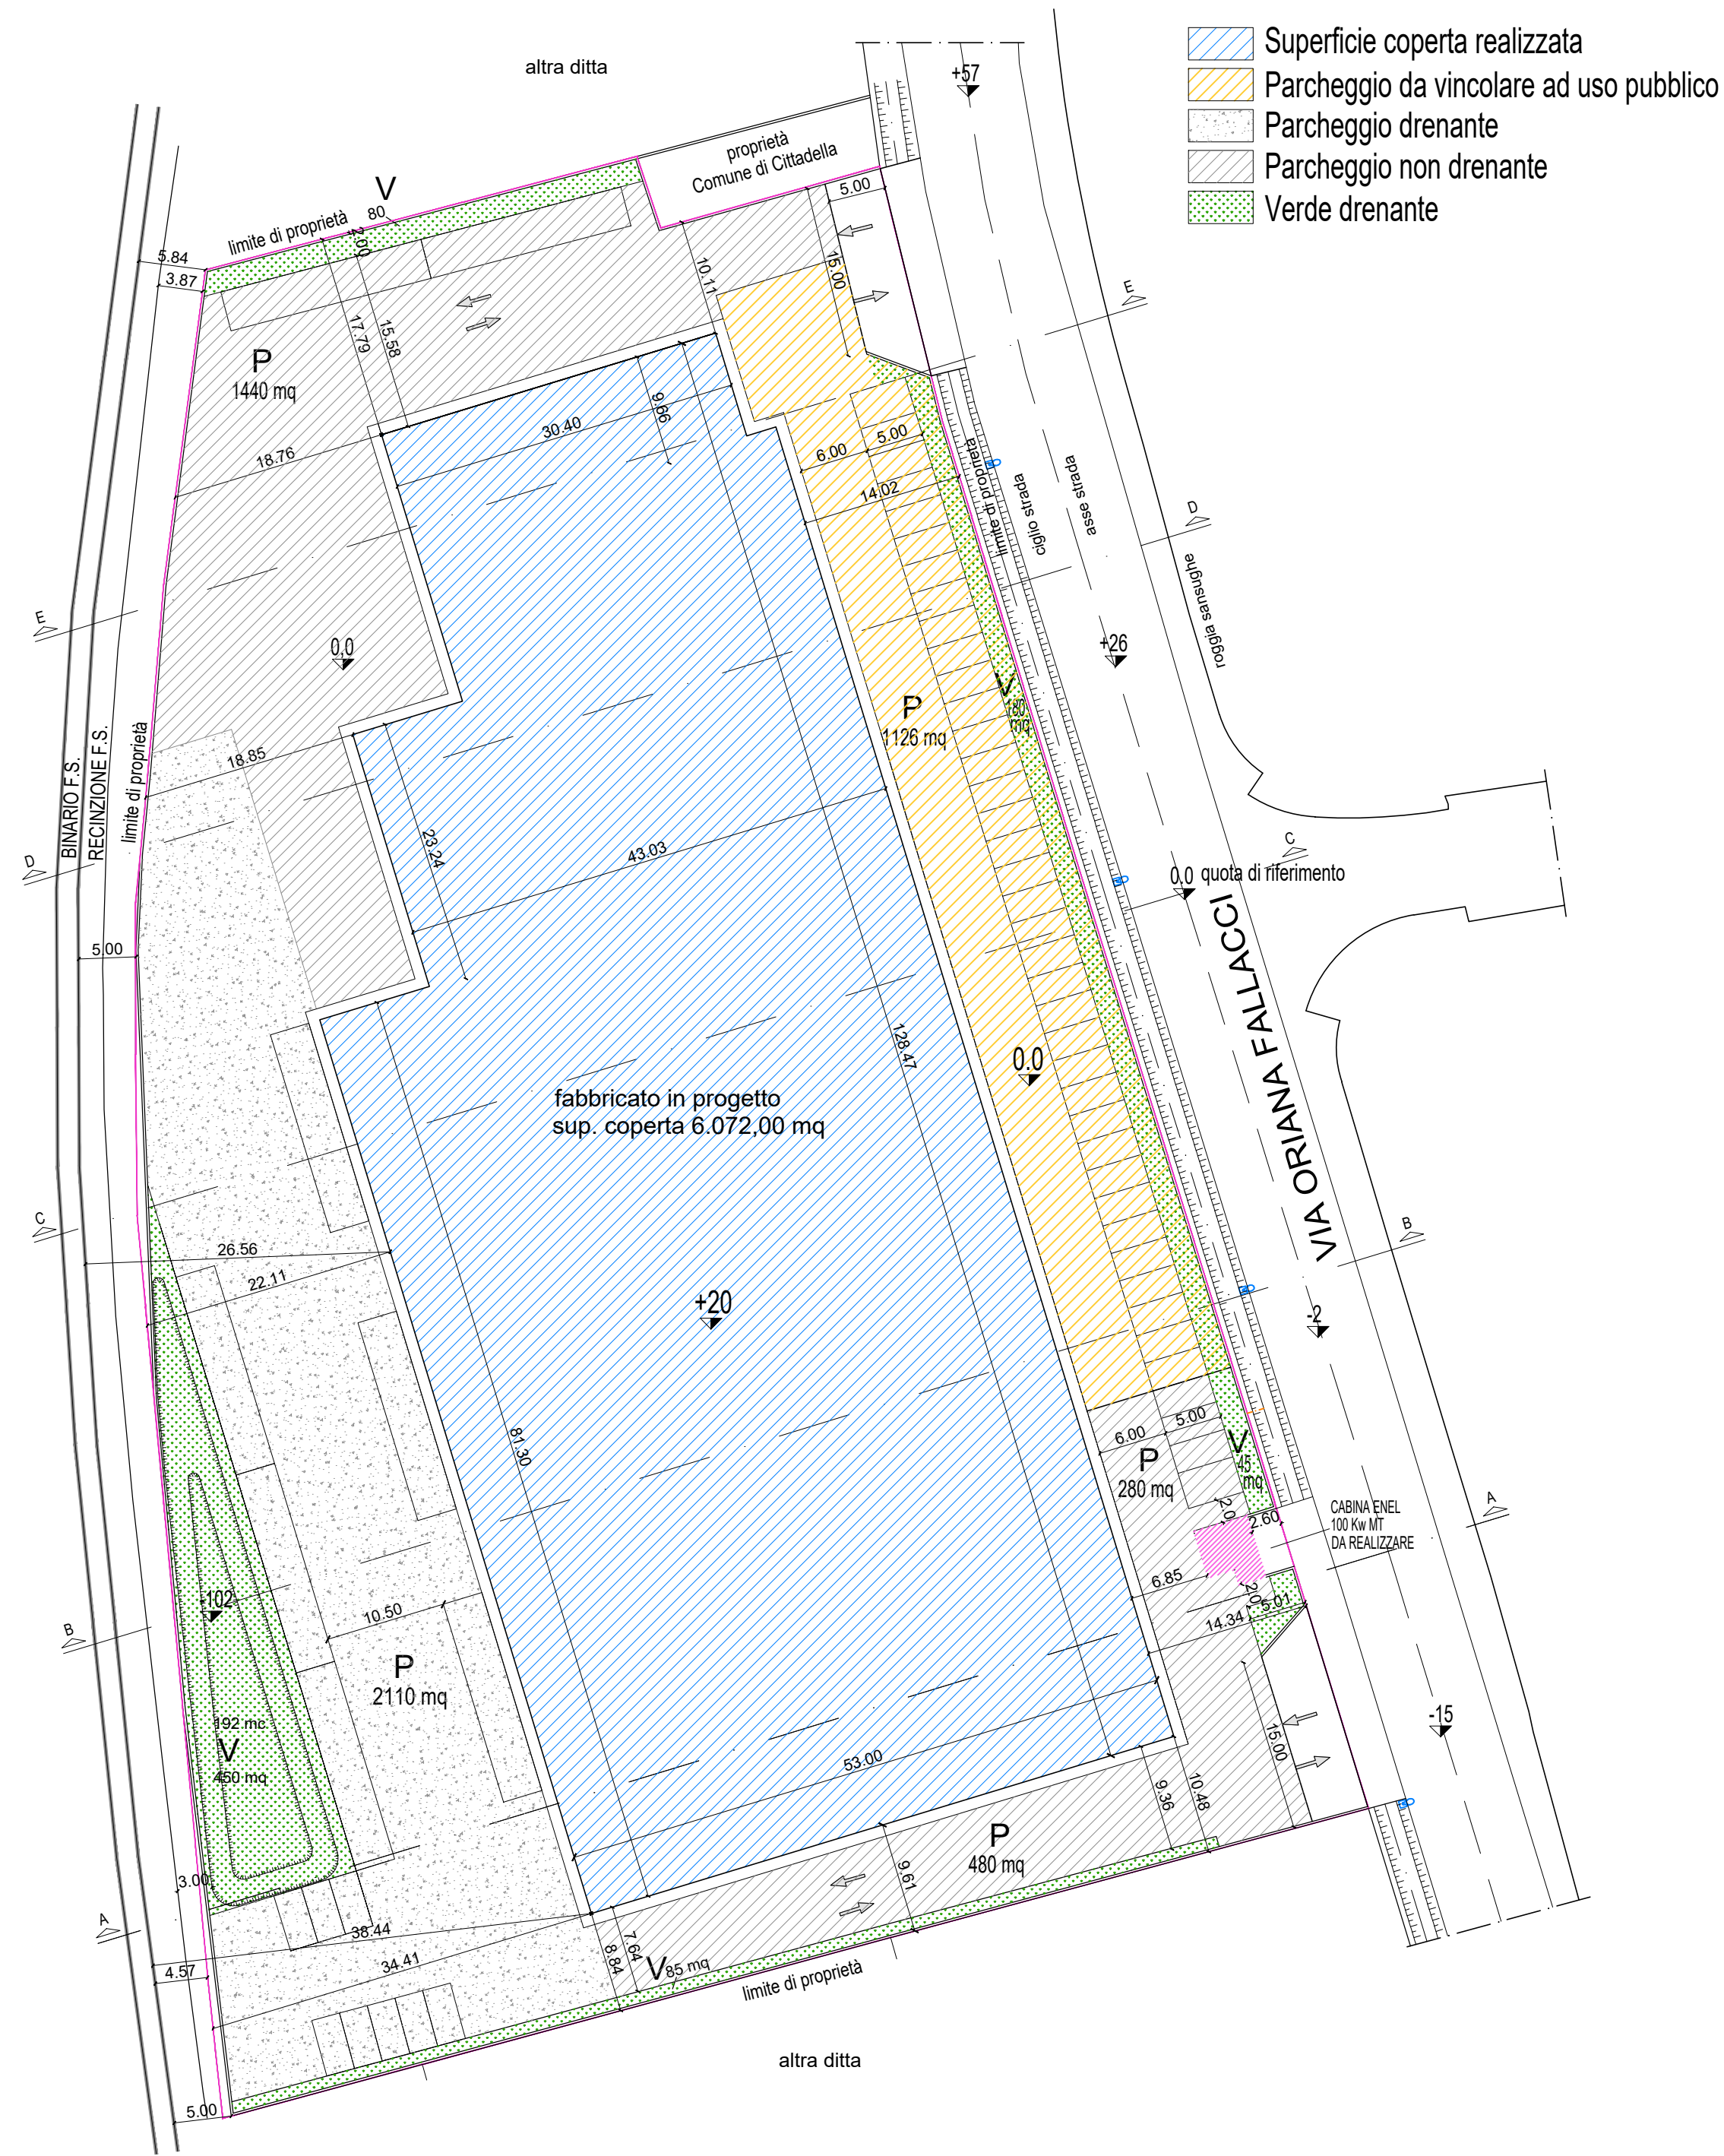 Superficie coperta realizzata
Parcheggio da vincolare ad uso pubblico
Parcheggio drenante
Parcheggio non drenante
Verde drenante
altra ditta
+57
proprietà
Comune di Cittadella
5.00
V
80
limite di proprietà
2.00
5.84
3.87
10.11
15.00
17.79
15.58
P
1440 mq
E
9.66
30.40
18.76
6.00
5.00
14.02
limite di proprietà
ciglio strada
asse strada
D
roggia sansughe
E
0,0
+26
P
1126 mq
V
180
mq
BINARIO F.S.
RECINZIONE F.S.
limite di proprietà
18.85
23.24
43.03
D
C
0.0 quota di riferimento
5.00
128.47
0.0
VIA ORIANA FALLACCI
fabbricato in progetto
sup. coperta 6.072,00 mq
C
B
26.56
22.11
+20
-2
81.30
6.00
5.00
P
280 mq
V
45
mq
2.0
2.60
CABINA ENEL
100 Kw MT
DA REALIZZARE
A
6.85
2.0
5.01
14.34
-102
10.50
B
P
2110 mq
192 mc
V
450 mq
53.00
15.00
-15
9.36
10.48
P
480 mq
9.61
3.00
A
38.44
34.41
4.57
7.64
8.84
V
85 mq
limite di proprietà
altra ditta
5.00